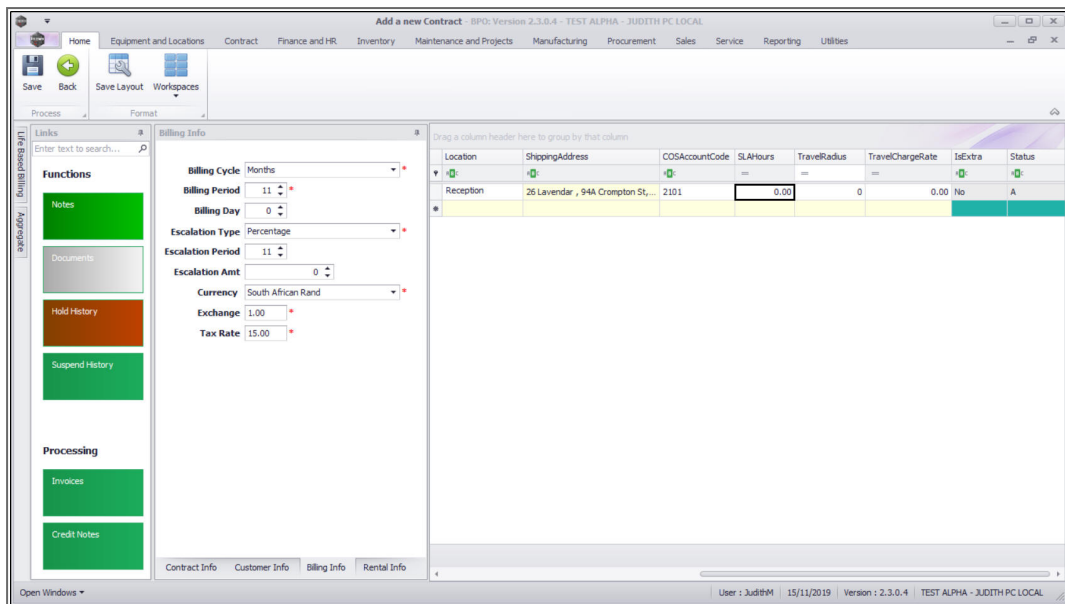 Add a new Contract - BPO: Version 2.3.0.4 - TEST ALPHA - JUDITH PC LOCAL
Home Equipment and Locations Contract Finance and HR Inventory Maintenance and Projects Manufacturing Procurement Sales Service Reporting Utilities
Save Back Save Layout Workspaces
Process Format
Life Based Billing
Aggregate
Links
Enter text to search...
Functions
Notes
Documents
Hold History
Suspend History
Processing
Invoices
Credit Notes
Billing Info
Billing Cycle Months *
Billing Period 11 *
Billing Day 0
Escalation Type Percentage *
Escalation Period 11
Escalation Amt 0
Currency South African Rand *
Exchange 1.00 *
Tax Rate 15.00 *
Contract Info Customer Info Billing Info Rental Info
Drag a column header here to group by that column
Location ShippingAddress COSAccountCode SLAHours TravelRadius TravelChargeRate IsExtra Status
= = =
Reception 26 Lavendar , 94A Crompton St,... 2101 0.00 0 0.00 No A
Open Windows User : JudithM 15/11/2019 Version : 2.3.0.4 TEST ALPHA - JUDITH PC LOCAL